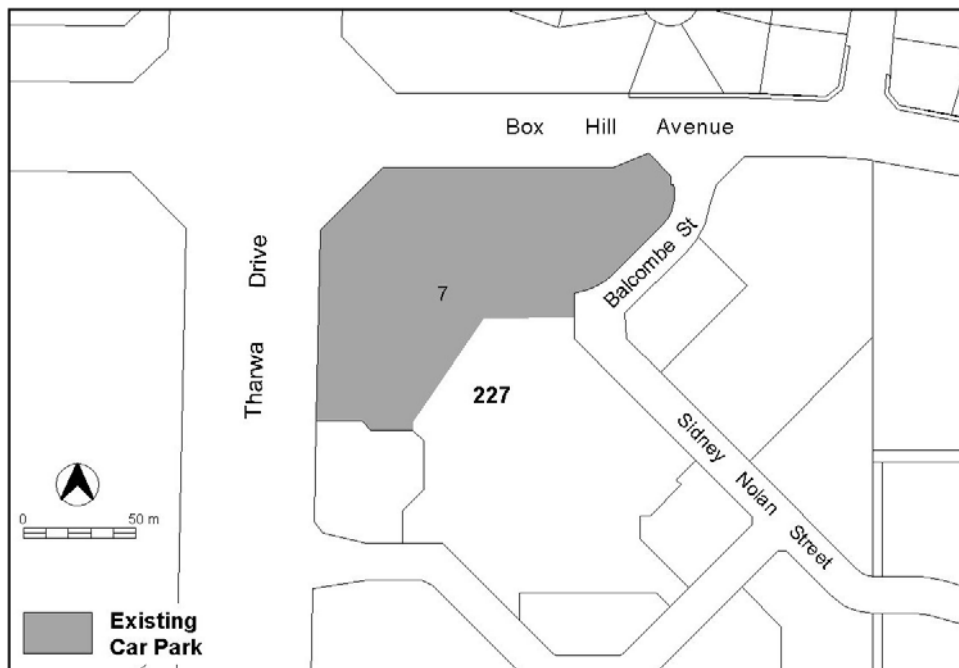 Box Hill Avenue
Tharwa Drive
Balcombe St
7
227
Sidney Nolan Street
0 50 m
Existing
Car Park